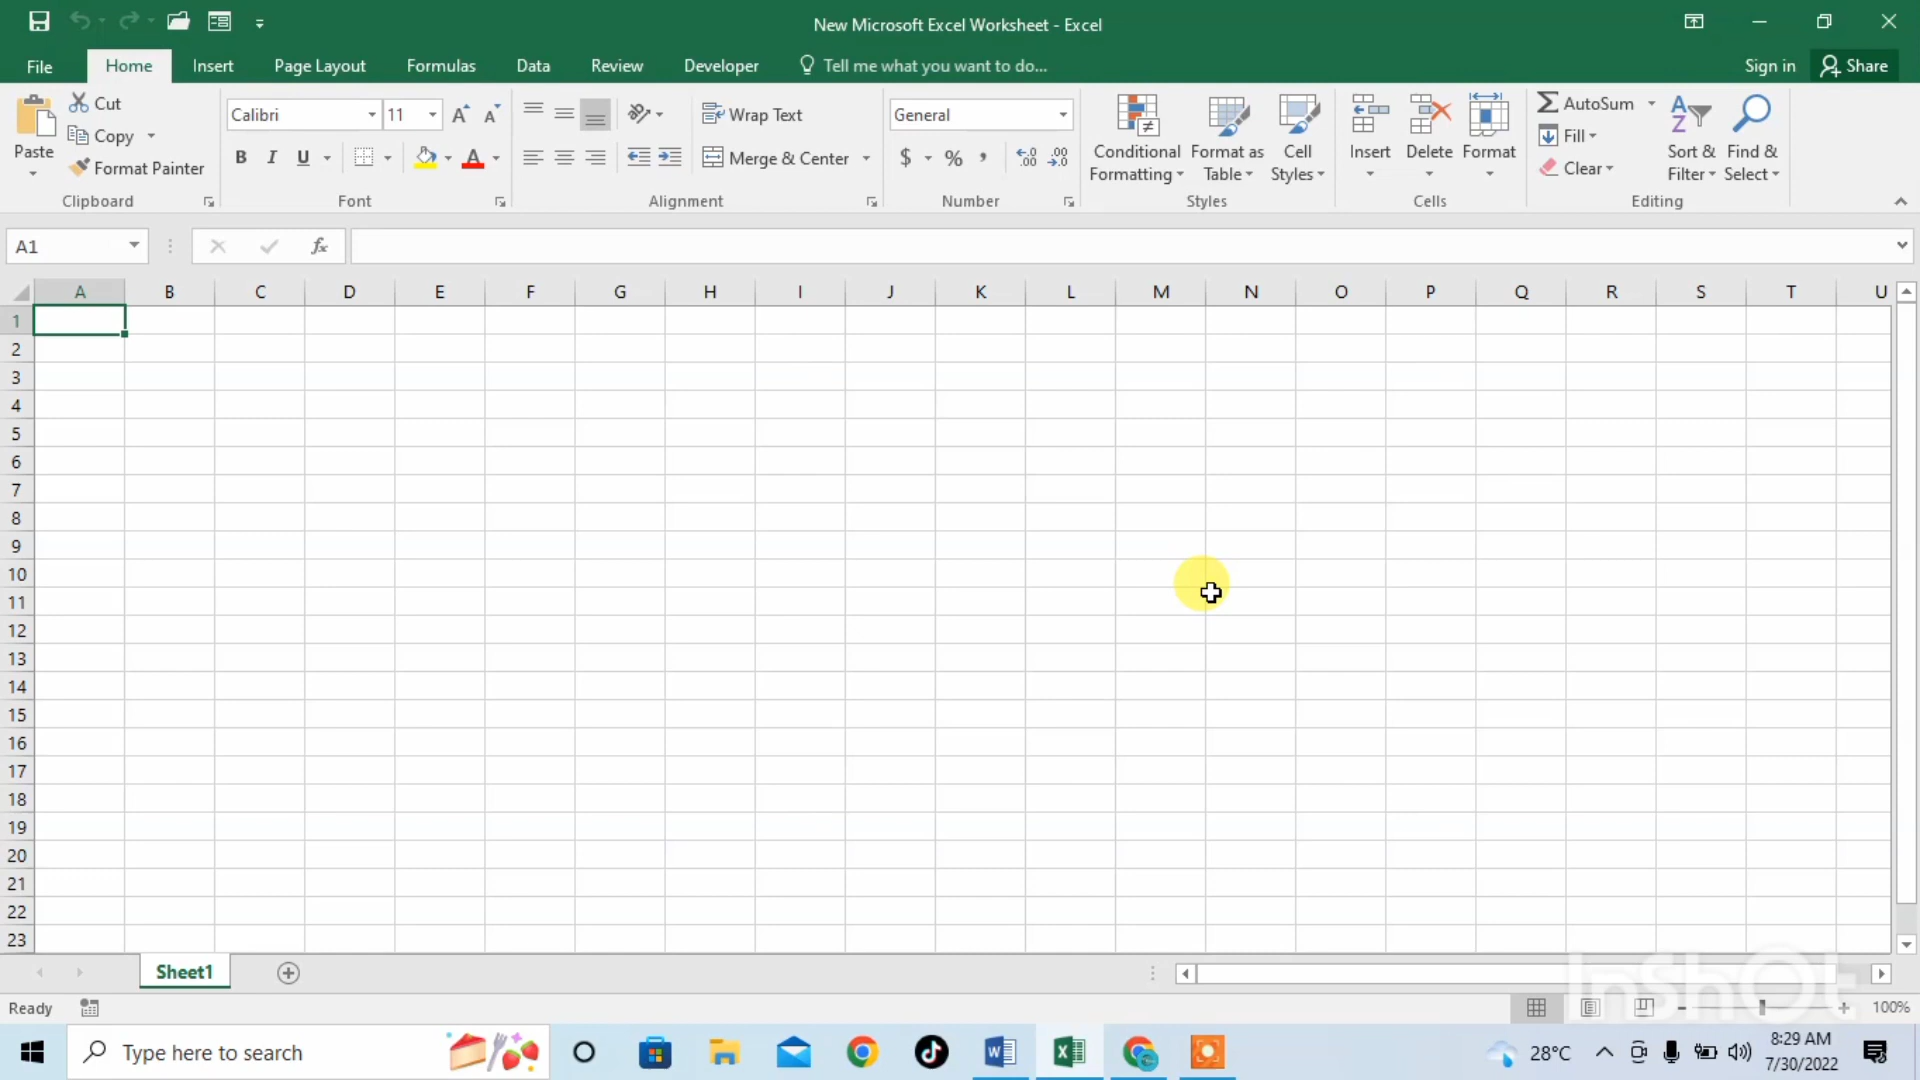 New Microsoft Excel Worksheet - Excel
File Home Insert Page Layout Formulas Data Review Developer Tell me what you want to do... Sign in Share
Paste
Cut
Copy
Format Painter
Clipboard
Calibri 11
B I U A
Font
Wrap Text
Merge & Center
Alignment
General
$ % ,
Number
Conditional Formatting
Format as Table
Cell Styles
Styles
Insert
Delete
Format
Cells
AutoSum
Fill
Clear
Sort & Filter
Find & Select
Editing
A1 fx
A B C D E F G H I J K L M N O P Q R S T U
1
2
3
4
5
6
7
8
9
10
11
12
13
14
15
16
17
18
19
20
21
22
23
Sheet1
InShOt
Ready 100%
Type here to search
28°C
8:29 AM
7/30/2022